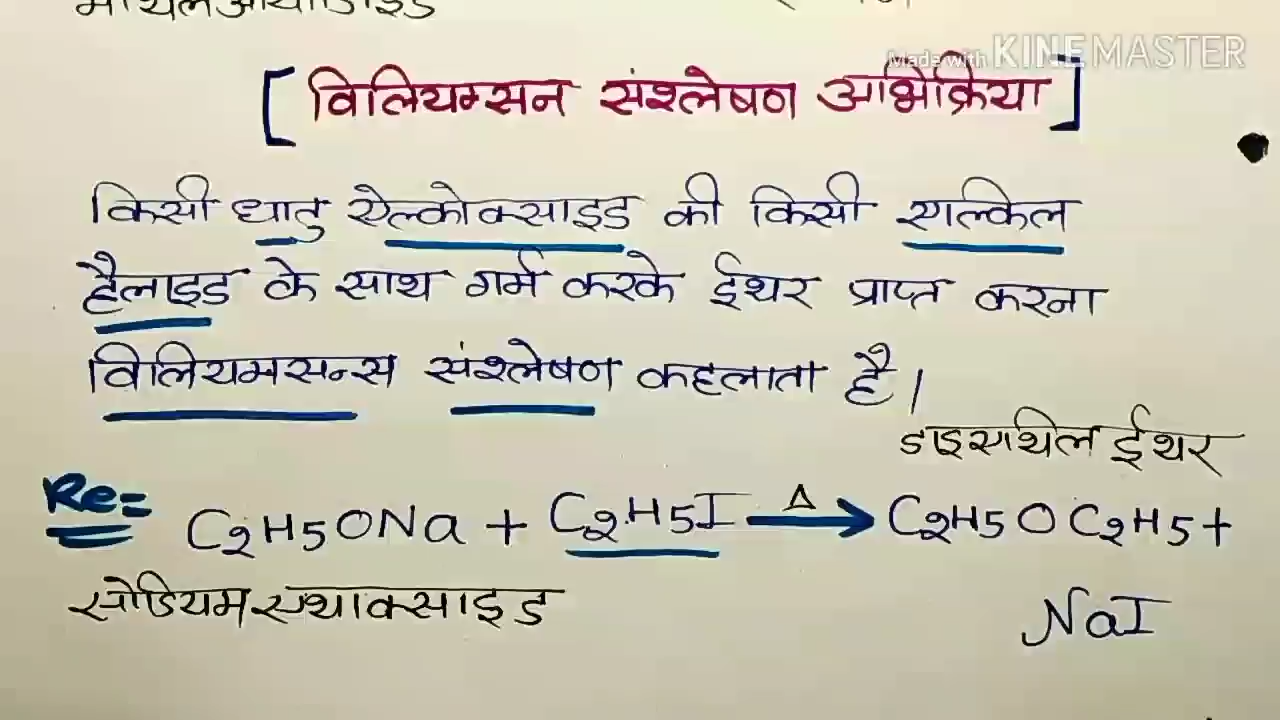 Made with KINEMASTER
[विलियम्सन संश्लेषण अभिक्रिया]
किसी धातु ऐल्कोक्साइड की किसी एल्किल
हैलाइड के साथ गर्म करके ईथर प्राप्त करना
विलियमसन्स संश्लेषण कहलाता है।
डाइएथिल ईथर
Re= C2H5ONa + C2H5I Δ→ C2H5OC2H5+
सोडियम एथाक्साइड
NaI